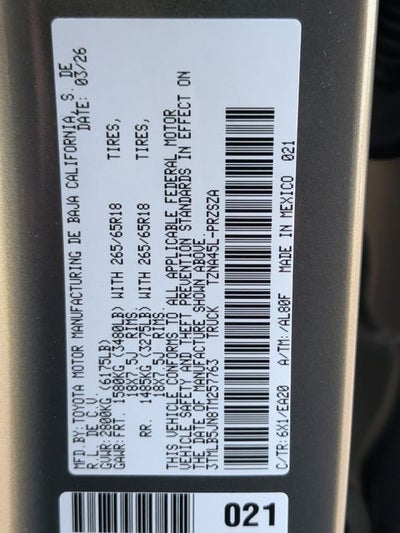 MFD. BY: TOYOTA MOTOR MANUFACTURING DE BAJA CALIFORNIA, S. DE
R. L. DE C. V. DATE: 03/26
GVWR: 2800KG (6175LB)
GAWR: FRT. 1580KG (3480LB) WITH 265/65R18 TIRES,
18X7.5J RIMS
RR. 1485KG (3275LB) WITH 265/65R18 TIRES,
18X7.5J RIMS
THIS VEHICLE CONFORMS TO ALL APPLICABLE FEDERAL MOTOR
VEHICLE SAFETY AND THEFT PREVENTION STANDARDS IN EFFECT ON
THE DATE OF MANUFACTURE SHOWN ABOVE.
3TMLB5JN8TM257763 TRUCK TZNA45L-PRZSZA
C/TR: 6X1/EA20 A/TM: /AL80F MADE IN MEXICO 021
021